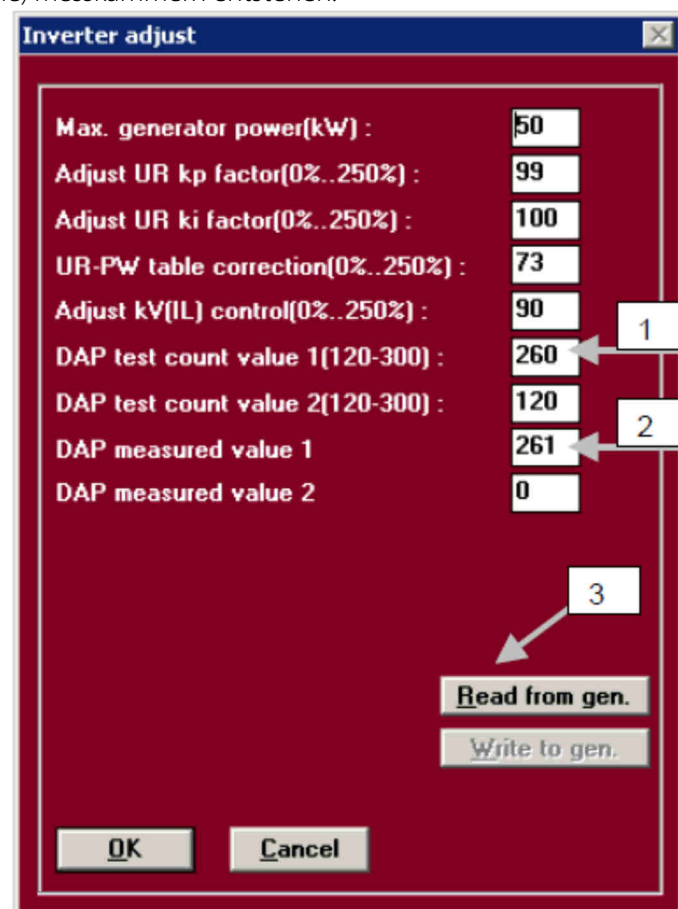 messkammern entstehen.
Inverter adjust
Max. generator power(kW) : 50
Adjust UR kp factor(0%..250%) : 99
Adjust UR ki factor(0%..250%) : 100
UR-PW table correction(0%..250%) : 73
Adjust kV(IL) control(0%..250%) : 90
1
DAP test count value 1(120-300) : 260
DAP test count value 2(120-300) : 120
2
DAP measured value 1 261
DAP measured value 2 0
3
Read from gen.
Write to gen.
OK Cancel